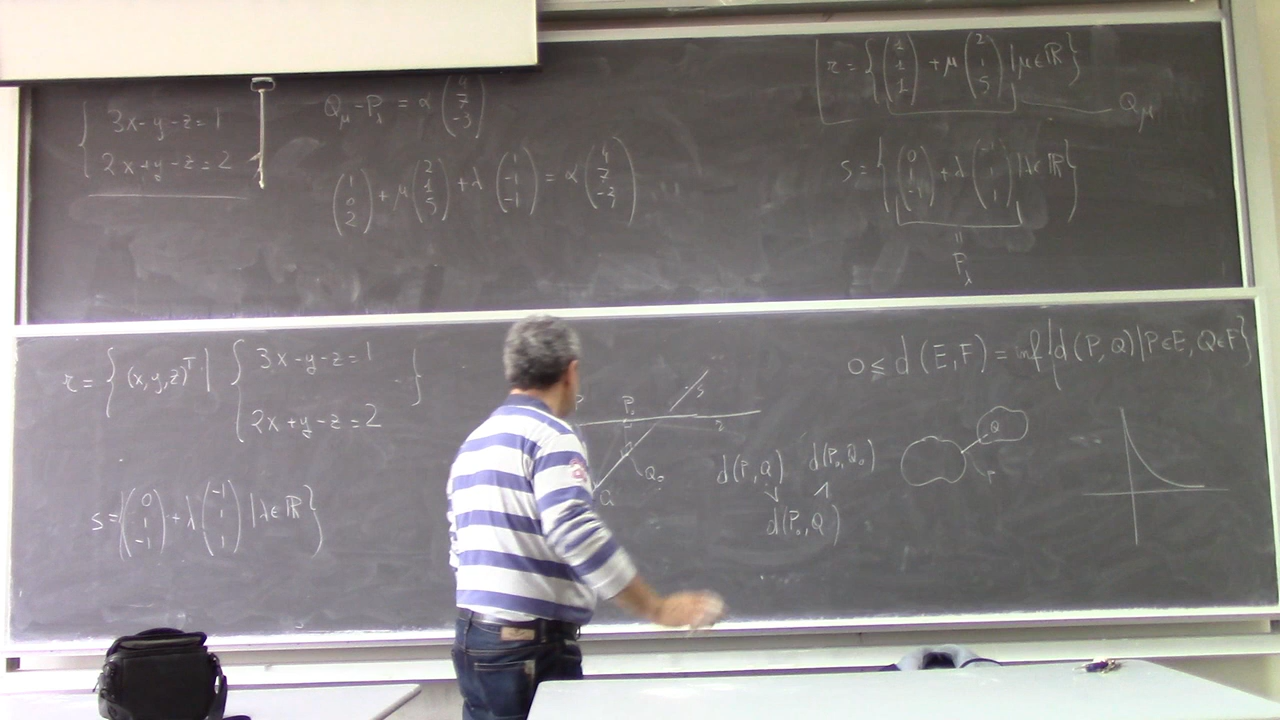 3x-y-z=1
2x+y-z=2
Q_μ - P_λ = α (4 7 -3)
(1 0 2) + μ (2 1 5) + λ (1 -1 -1) = α (4 7 -3)
r = { (1 1 1) + μ (2 1 5) | μ∈ℝ }
Q_μ
s = { (0 1 -1) + λ (-1 1 1) | λ∈ℝ }
=
P_λ
r = { (x,y,z)^T | { 3x-y-z=1
2x+y-z=2 }
s = { (0 1 -1) + λ (-1 1 1) | λ∈ℝ }
P₀
s
r
Q₀
Q
d(P,Q)
d(P₀,Q₀)
d(P₀,Q)
0 ≤ d(E,F) = inf{d(P,Q) | P∈E, Q∈F}
Q
P